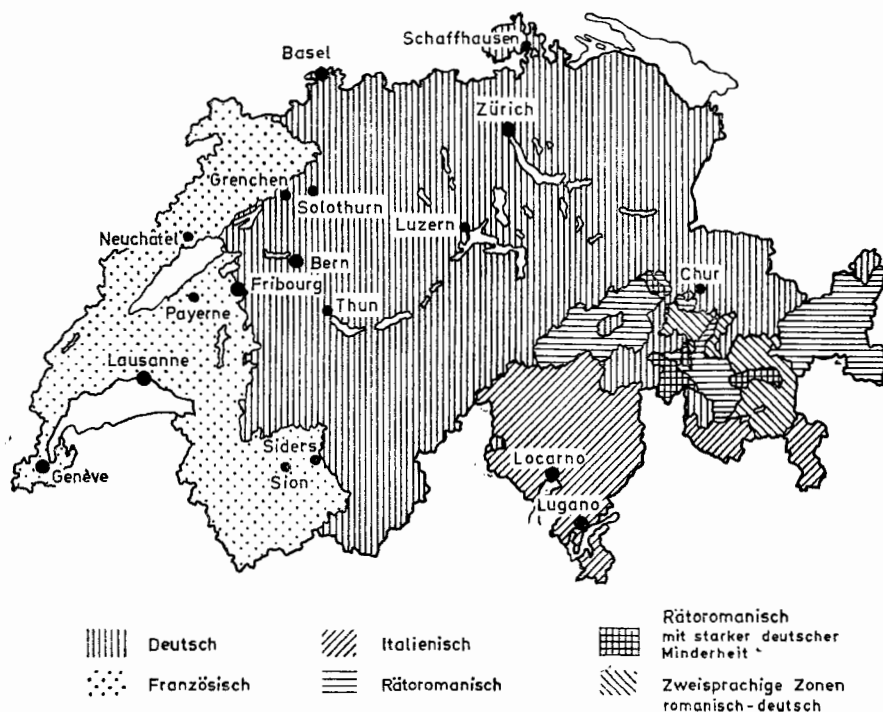 Schaffhausen
Basel
Zürich
Grenchen
Solothurn
Luzern
Neuchâtel
Bern
Chur
Fribourg
Payerne
Thun
Lausanne
Siders
Genève
Sion
Locarno
Lugano
Deutsch
Italienisch
Rätoromanisch
mit starker deutscher
Minderheit
Französisch
Rätoromanisch
Zweisprachige Zonen
romanisch-deutsch